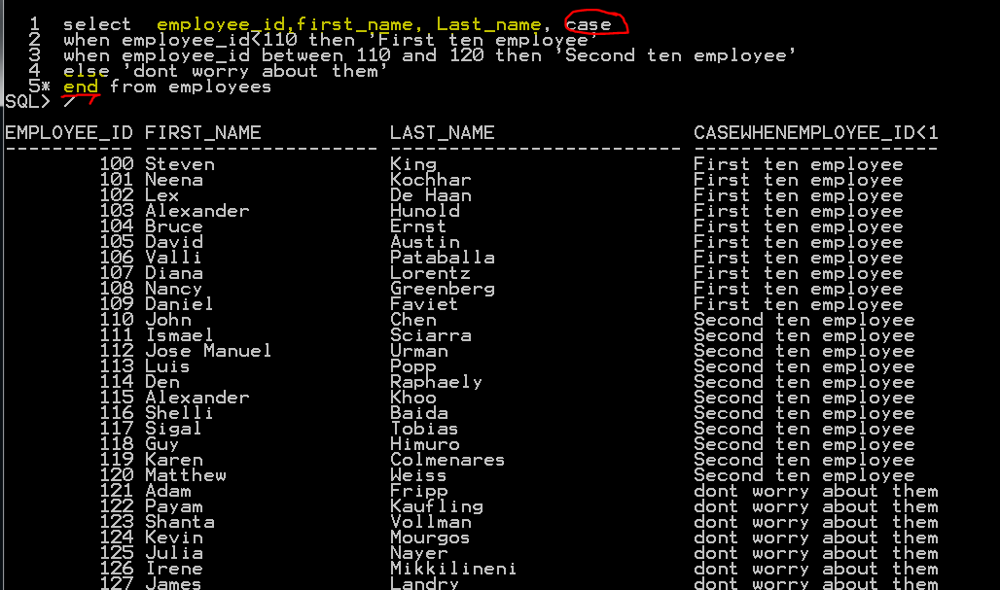 1  select  employee_id,first_name, Last_name, case
2  when employee_id<110 then 'First ten employee'
3  when employee_id between 110 and 120 then 'Second ten employee'
4  else 'dont worry about them'
5* end from employees
SQL> /
EMPLOYEE_ID FIRST_NAME           LAST_NAME                 CASEWHENEMPLOYEE_ID<1
----------- -------------------- ------------------------- ---------------------
100 Steven               King                      First ten employee
101 Neena                Kochhar                   First ten employee
102 Lex                  De Haan                   First ten employee
103 Alexander            Hunold                    First ten employee
104 Bruce                Ernst                     First ten employee
105 David                Austin                    First ten employee
106 Valli                Pataballa                 First ten employee
107 Diana                Lorentz                   First ten employee
108 Nancy                Greenberg                 First ten employee
109 Daniel               Faviet                    First ten employee
110 John                 Chen                      Second ten employee
111 Ismael               Sciarra                   Second ten employee
112 Jose Manuel          Urman                     Second ten employee
113 Luis                 Popp                      Second ten employee
114 Den                  Raphaely                  Second ten employee
115 Alexander            Khoo                      Second ten employee
116 Shelli               Baida                     Second ten employee
117 Sigal                Tobias                    Second ten employee
118 Guy                  Himuro                    Second ten employee
119 Karen                Colmenares                Second ten employee
120 Matthew              Weiss                     Second ten employee
121 Adam                 Fripp                     dont worry about them
122 Payam                Kaufling                  dont worry about them
123 Shanta               Vollman                   dont worry about them
124 Kevin                Mourgos                   dont worry about them
125 Julia                Nayer                     dont worry about them
126 Irene                Mikkilineni               dont worry about them
127 James                Landry                    dont worry about them